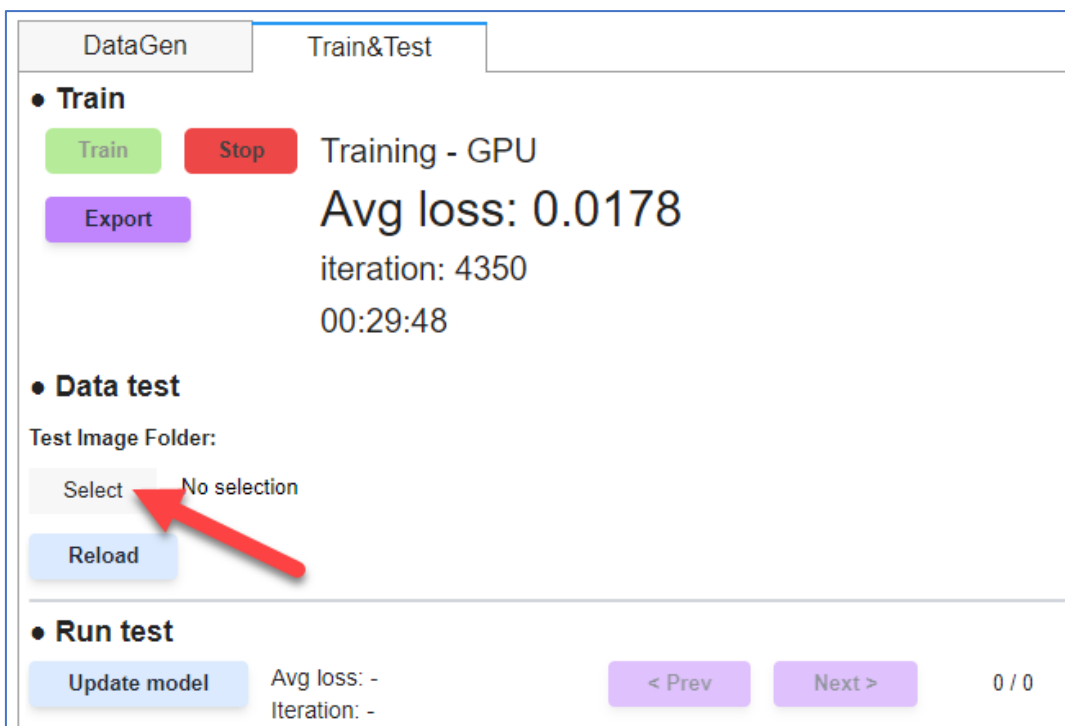 DataGen Train&Test
● Train
Train Stop Training - GPU
Export Avg loss: 0.0178
iteration: 4350
00:29:48
● Data test
Test Image Folder:
Select No selection
Reload
● Run test
Update model Avg loss: - < Prev Next > 0 / 0
Iteration: -